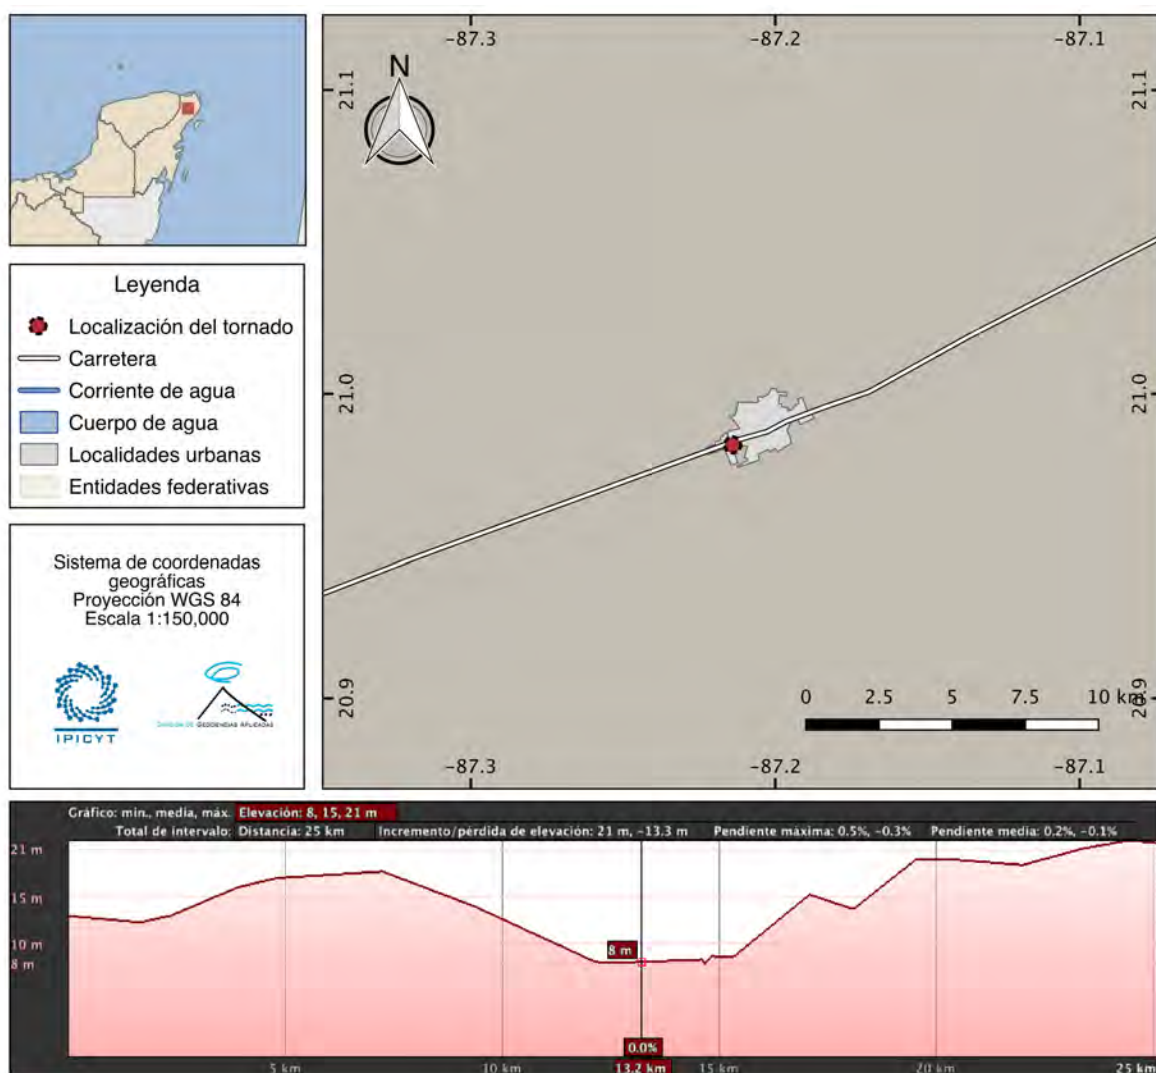 Leyenda
Localización del tornado
Carretera
Corriente de agua
Cuerpo de agua
Localidades urbanas
Entidades federativas
Sistema de coordenadas
geográficas
Proyección WGS 84
Escala 1:150,000
IPICYT
DIVISIÓN DE GEOCIENCIAS APLICADAS
-87.3 -87.2 -87.1
N
21.1 21.1
21.0 21.0
20.9 20.9
0 2.5 5 7.5 10 km
-87.3 -87.2 -87.1
Gráfico: min., media, máx. Elevación: 8, 15, 21 m
Total de intervalo: Distancia: 25 km Incremento/pérdida de elevación: 21 m, -13.3 m Pendiente máxima: 0.5%, -0.3% Pendiente media: 0.2%, -0.1%
21 m
15 m
10 m
8 m
8 m
0.0%
5 km 10 km 13.2 km 15 km 20 km 25 km